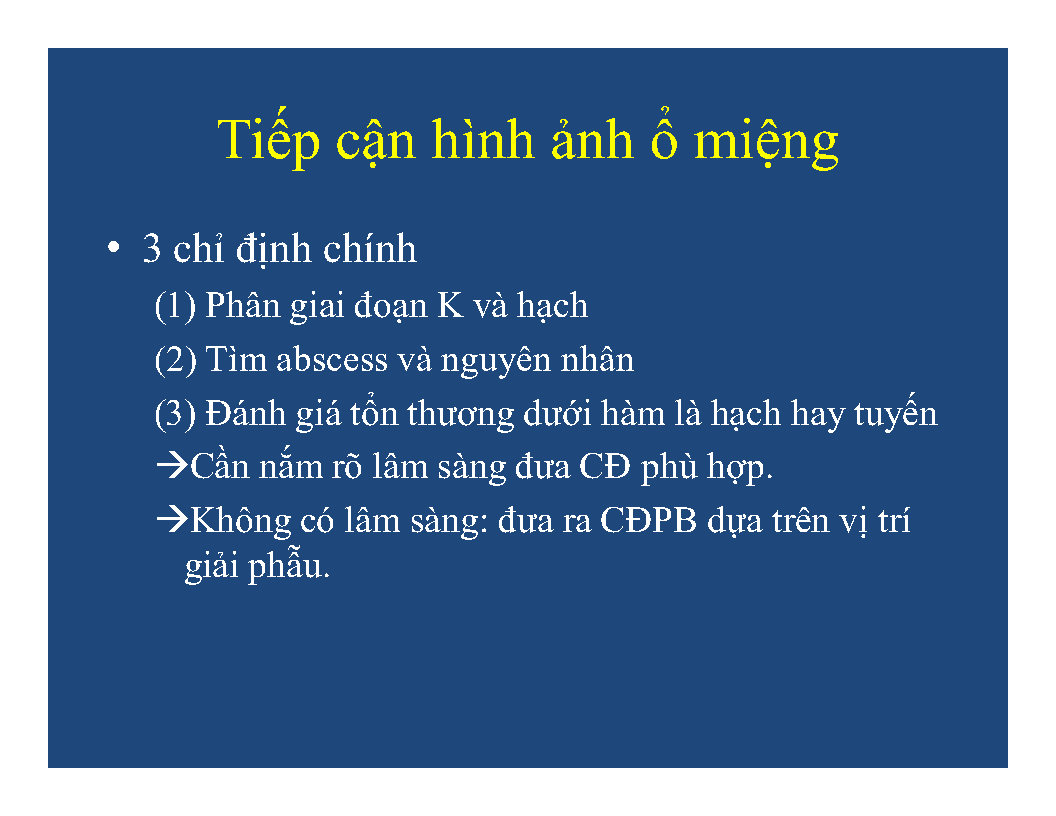 Tiếp cận hình ảnh ổ miệng
• 3 chỉ định chính
(1) Phân giai đoạn K và hạch
(2) Tìm abscess và nguyên nhân
(3) Đánh giá tổn thương dưới hàm là hạch hay tuyến
→Cần nắm rõ lâm sàng đưa CĐ phù hợp.
→Không có lâm sàng: đưa ra CĐPB dựa trên vị trí
giải phẫu.